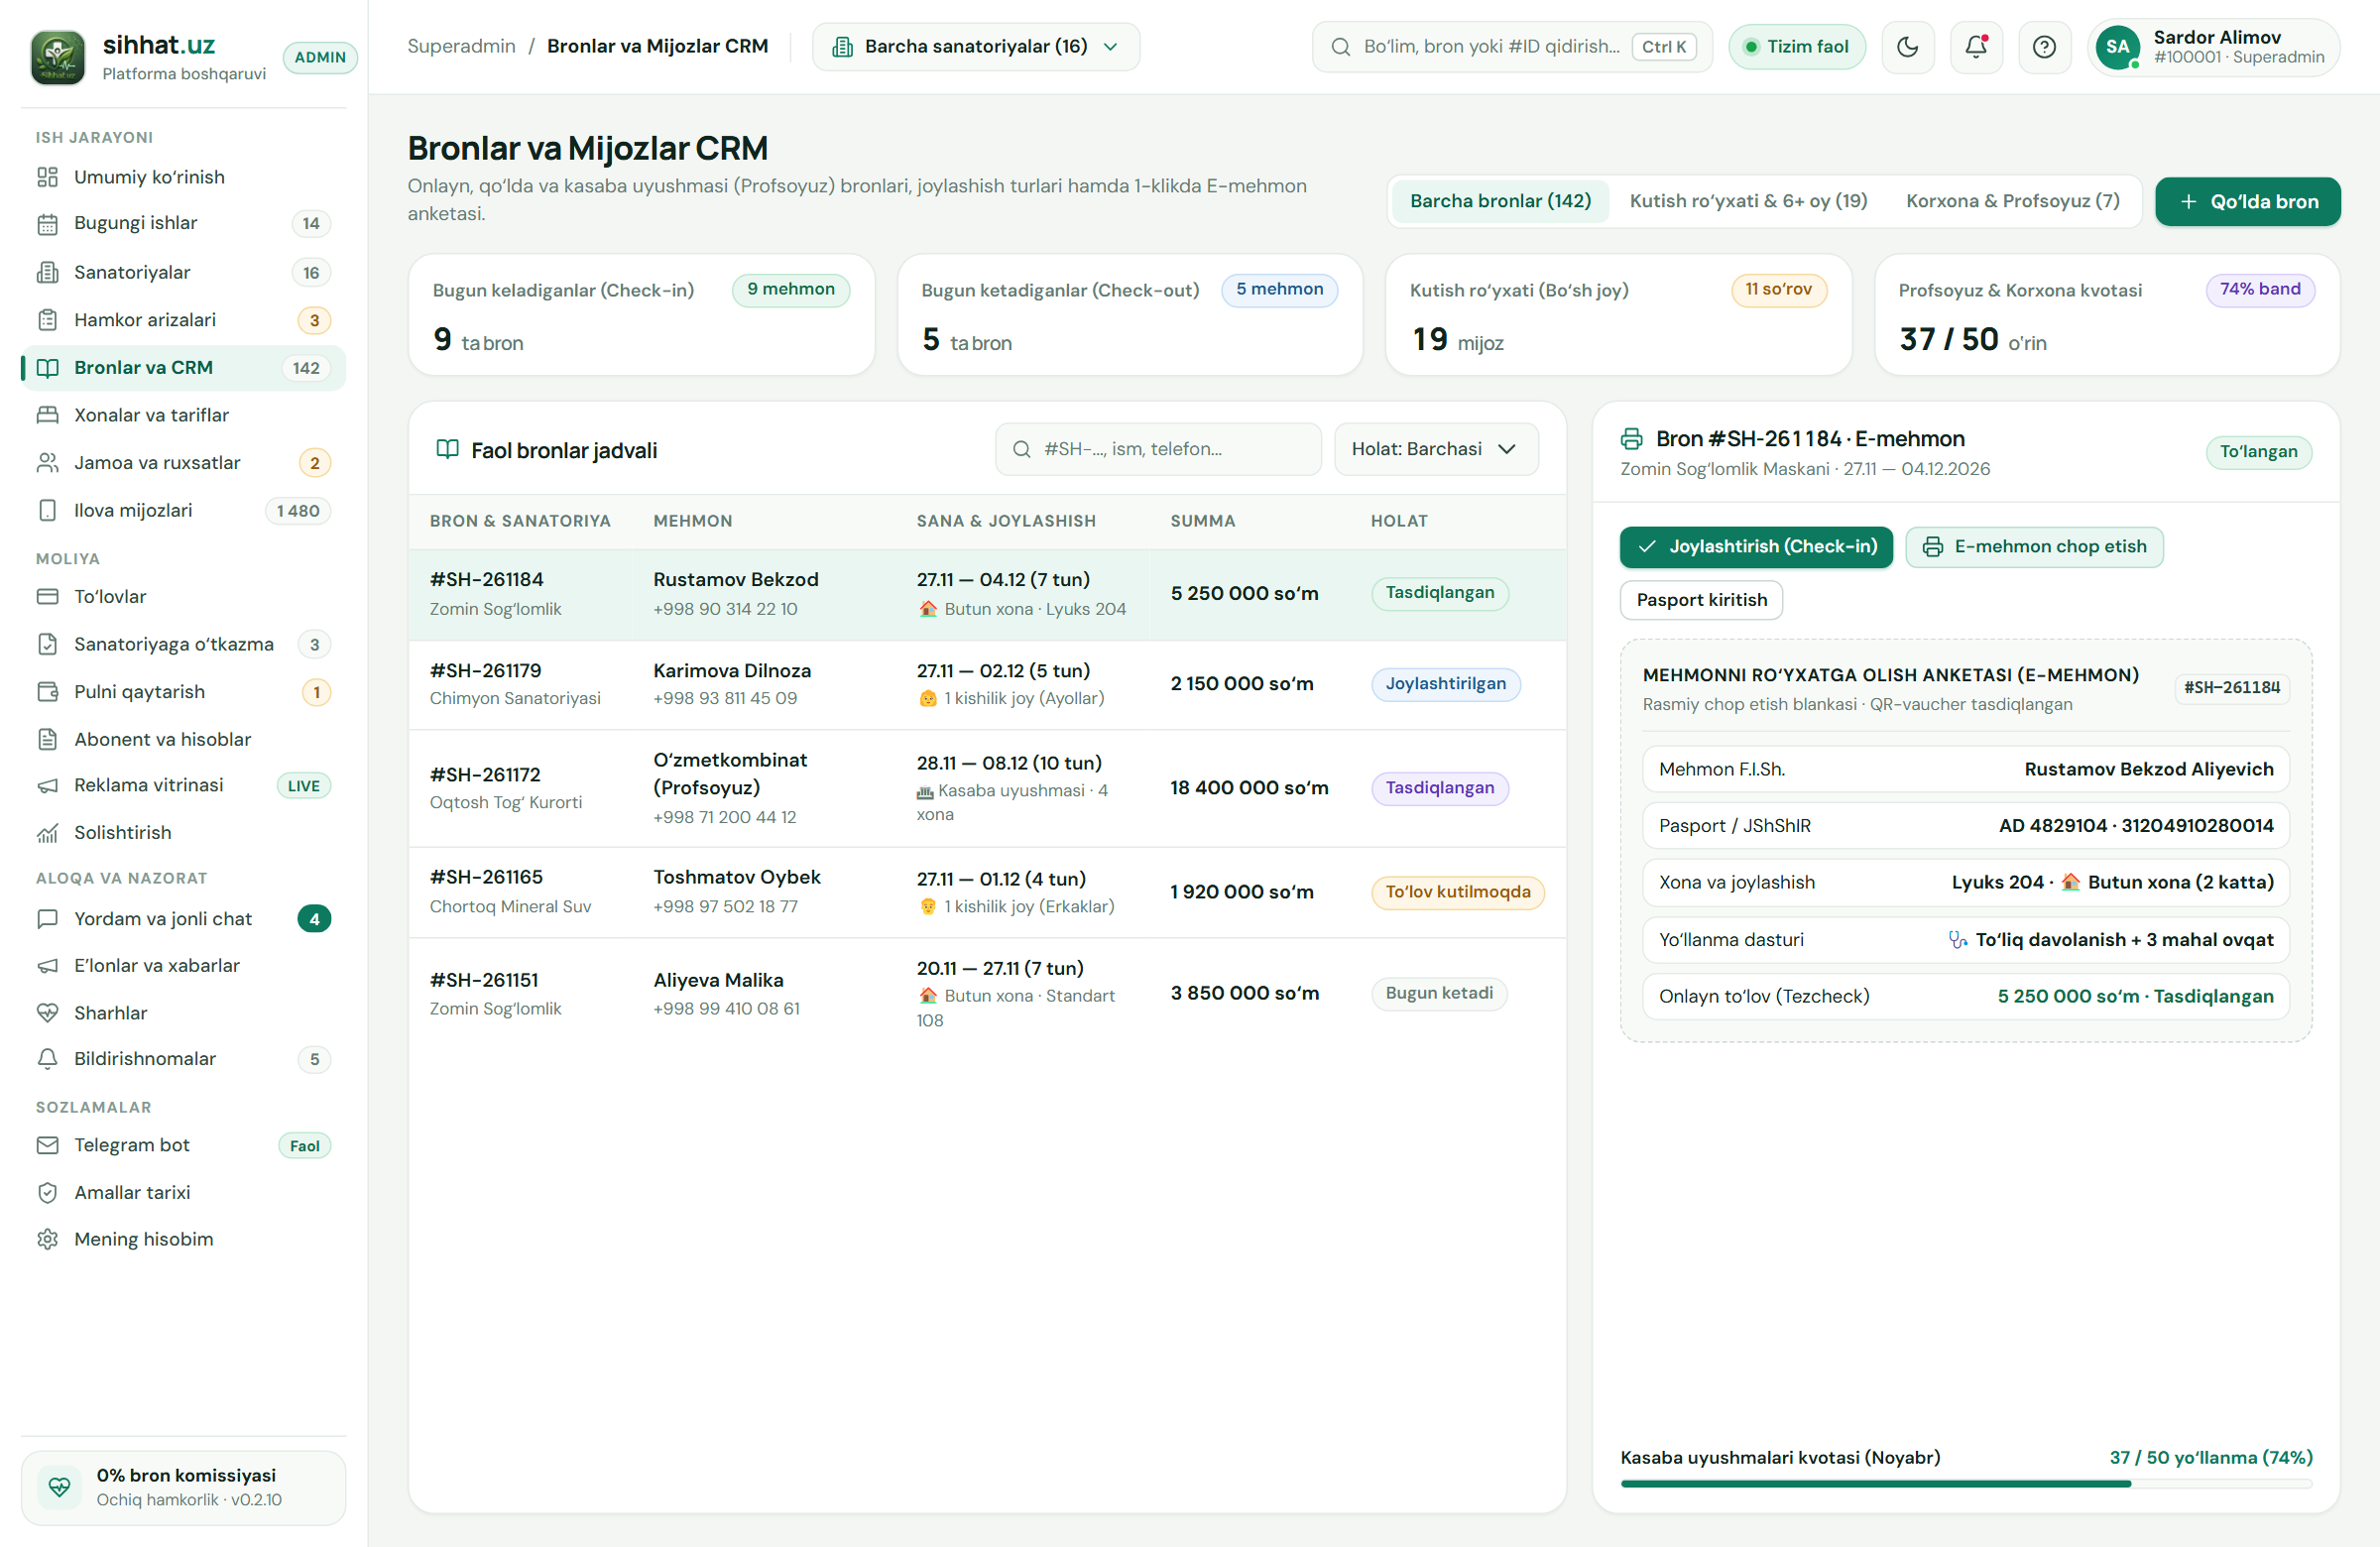 sihhat.uz
Platforma boshqaruvi
ADMIN
ISH JARAYONI
Umumiy ko‘rinish
Bugungi ishlar 14
Sanatoriyalar 16
Hamkor arizalari 3
Bronlar va CRM 142
Xonalar va tariflar
Jamoa va ruxsatlar 2
Ilova mijozlari 1 480
MOLIYA
To‘lovlar
Sanatoriyaga o‘tkazma 3
Pulni qaytarish 1
Abonent va hisoblar
Reklama vitrinasi LIVE
Solishtirish
ALOQA VA NAZORAT
Yordam va jonli chat 4
E’lonlar va xabarlar
Sharhlar
Bildirishnomalar 5
SOZLAMALAR
Telegram bot Faol
Amallar tarixi
Mening hisobim
0% bron komissiyasi
Ochiq hamkorlik · v0.2.10
Superadmin / Bronlar va Mijozlar CRM
Barcha sanatoriyalar (16)
Bo‘lim, bron yoki #ID qidirish... Ctrl K
Tizim faol
SA
Sardor Alimov
#100001 · Superadmin
Bronlar va Mijozlar CRM
Onlayn, qo‘lda va kasaba uyushmasi (Profsoyuz) bronlari, joylashish turlari hamda 1-klikda E-mehmon
anketasi.
Barcha bronlar (142) Kutish ro‘yxati & 6+ oy (19) Korxona & Profsoyuz (7)
+ Qo‘lda bron
Bugun keladiganlar (Check-in) 9 mehmon
9 ta bron
Bugun ketadiganlar (Check-out) 5 mehmon
5 ta bron
Kutish ro‘yxati (Bo‘sh joy) 11 so‘rov
19 mijoz
Profsoyuz & Korxona kvotasi 74% band
37 / 50 o'rin
Faol bronlar jadvali
#SH-..., ism, telefon...
Holat: Barchasi
BRON & SANATORIYA MEHMON SANA & JOYLASHISH SUMMA HOLAT
#SH-261184 Rustamov Bekzod 27.11 — 04.12 (7 tun) 5 250 000 so‘m Tasdiqlangan
Zomin Sog‘lomlik +998 90 314 22 10 🏠 Butun xona · Lyuks 204
#SH-261179 Karimova Dilnoza 27.11 — 02.12 (5 tun) 2 150 000 so‘m Joylashtirilgan
Chimyon Sanatoriyasi +998 93 811 45 09 👩 1 kishilik joy (Ayollar)
#SH-261172 O‘zmetkombinat (Profsoyuz) 28.11 — 08.12 (10 tun) 18 400 000 so‘m Tasdiqlangan
Oqtosh Tog‘ Kurorti +998 71 200 44 12 Kasaba uyushmasi · 4 xona
#SH-261165 Toshmatov Oybek 27.11 — 01.12 (4 tun) 1 920 000 so‘m To‘lov kutilmoqda
Chortoq Mineral Suv +998 97 502 18 77 👨 1 kishilik joy (Erkaklar)
#SH-261151 Aliyeva Malika 20.11 — 27.11 (7 tun) 3 850 000 so‘m Bugun ketadi
Zomin Sog‘lomlik +998 99 410 08 61 🏠 Butun xona · Standart 108
Bron #SH-261184 · E-mehmon
Zomin Sog‘lomlik Maskani · 27.11 — 04.12.2026
To‘langan
Joylashtirish (Check-in) E-mehmon chop etish
Pasport kiritish
MEHMONNI RO‘YXATGA OLISH ANKETASI (E-MEHMON)
Rasmiy chop etish blankasi · QR-vaucher tasdiqlangan
#SH-261184
Mehmon F.I.Sh. Rustamov Bekzod Aliyevich
Pasport / JShShIR AD 4829104 · 31204910280014
Xona va joylashish Lyuks 204 · 🏠 Butun xona (2 katta)
Yo‘llanma dasturi 🩺 To‘liq davolanish + 3 mahal ovqat
Onlayn to‘lov (Tezcheck) 5 250 000 so‘m · Tasdiqlangan
Kasaba uyushmalari kvotasi (Noyabr) 37 / 50 yo‘llanma (74%)